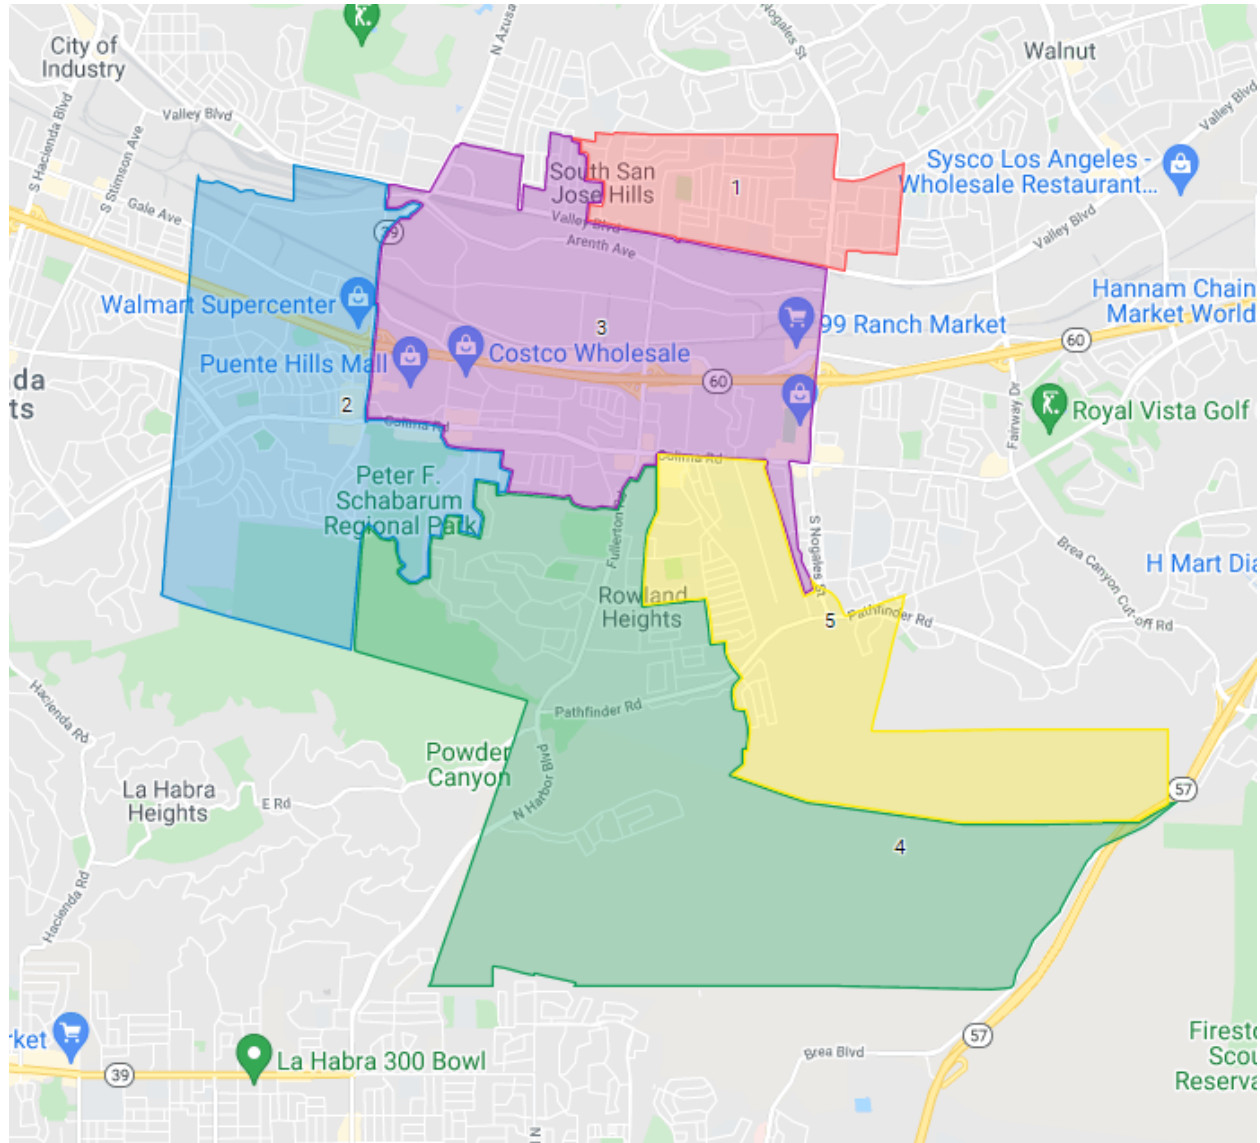 City of
Industry
N Azusa
Nogales St
Walnut
Valley Blvd
Valley Blvd
S Hacienda Blvd
S Stimson Ave
Gale Ave
South San
Jose Hills
1
Sysco Los Angeles -
Wholesale Restaurant...
Valley Blvd
Arenth Ave
Valley Blvd
39
Walmart Supercenter
3
99 Ranch Market
Hannam Chain
Market World
60
Puente Hills Mall
Costco Wholesale
60
da
ts
2
Colima Rd
Fairway Dr
Royal Vista Golf
Peter F.
Schabarum
Regional Park
Colima Rd
Fullerton Rd
S Nogales St
Brea Canyon Cut-off Rd
H Mart Dia
Rowland
Heights
5
Pathfinder Rd
Hacienda Rd
Pathfinder Rd
Powder
Canyon
N Harbor Blvd
La Habra
Heights
E Rd
57
4
Hacienda Rd
rket
La Habra 300 Bowl
39
Brea Blvd
57
Firesto
Scou
Reserva
N